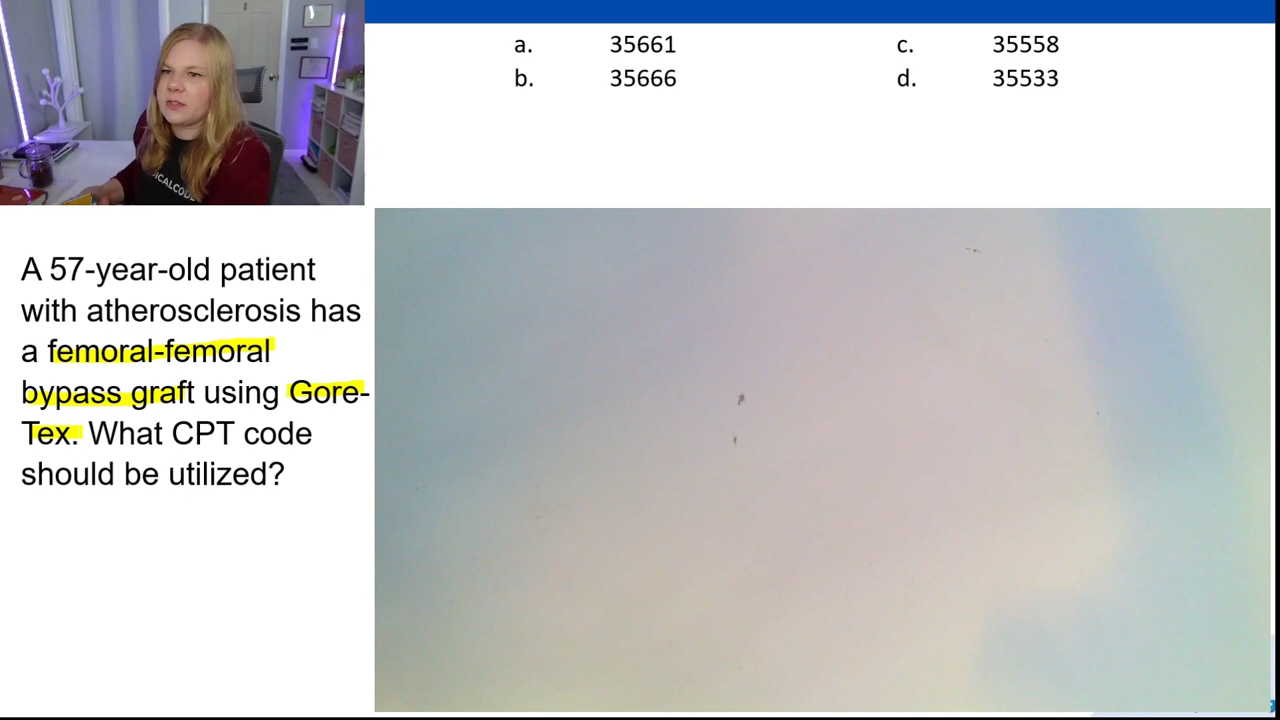 a. 35661 c. 35558
b. 35666 d. 35533
ICALCODE
A 57-year-old patient
with atherosclerosis has
a femoral-femoral
bypass graft using Gore-
Tex. What CPT code
should be utilized?